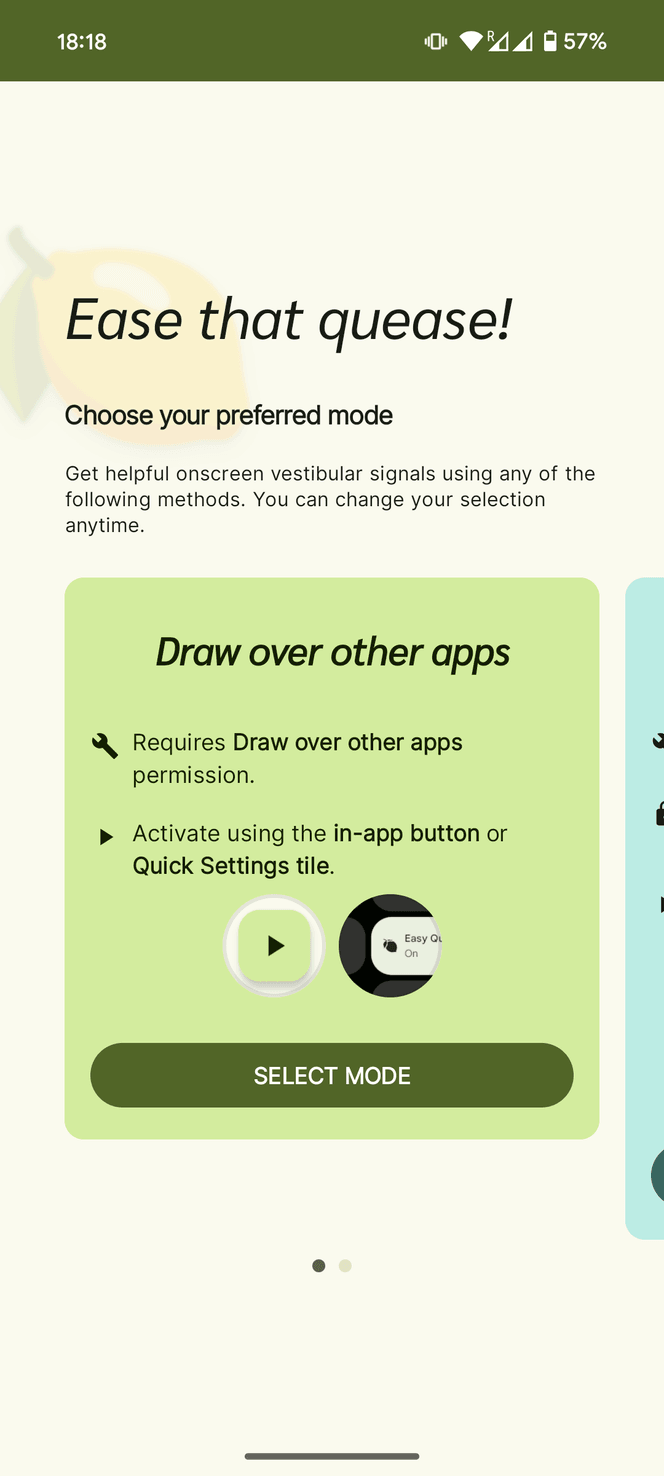 18:18
R
57%
Ease that quease!
Choose your preferred mode
Get helpful onscreen vestibular signals using any of the
following methods. You can change your selection
anytime.
Draw over other apps
Requires Draw over other apps
permission.
Activate using the in-app button or
Quick Settings tile.
Easy
On
SELECT MODE